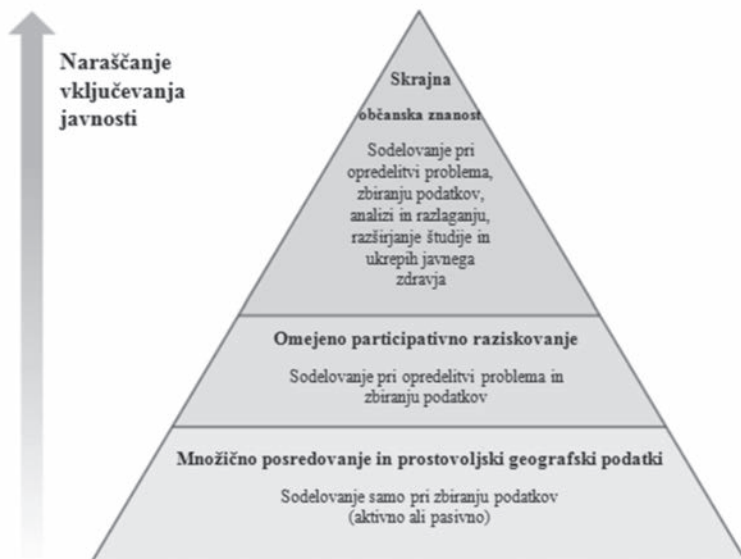 Naraščanje
vključevanja
javnosti
Skrajna
občanska znanost
Sodelovanje pri
opredelitvi problema,
zbiranju podatkov,
analizi in razlaganju,
razširjanje študije in
ukrepih javnega
zdravja
Omejeno participativno raziskovanje
Sodelovanje pri opredelitvi problema in
zbiranju podatkov
Množično posredovanje in prostovoljski geografski podatki
Sodelovanje samo pri zbiranju podatkov
(aktivno ali pasivno)